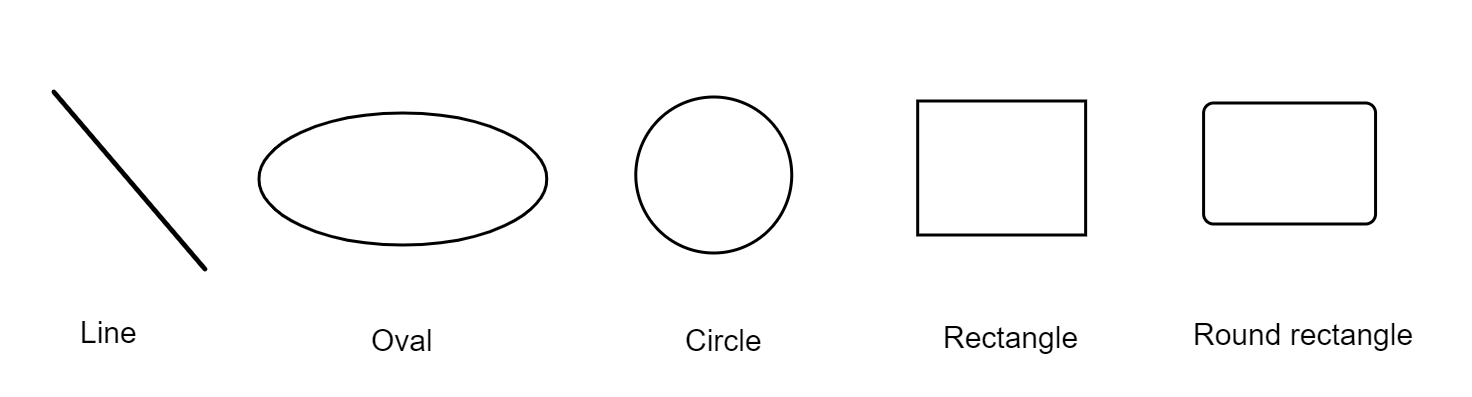 Line
Oval
Circle
Rectangle
Round rectangle